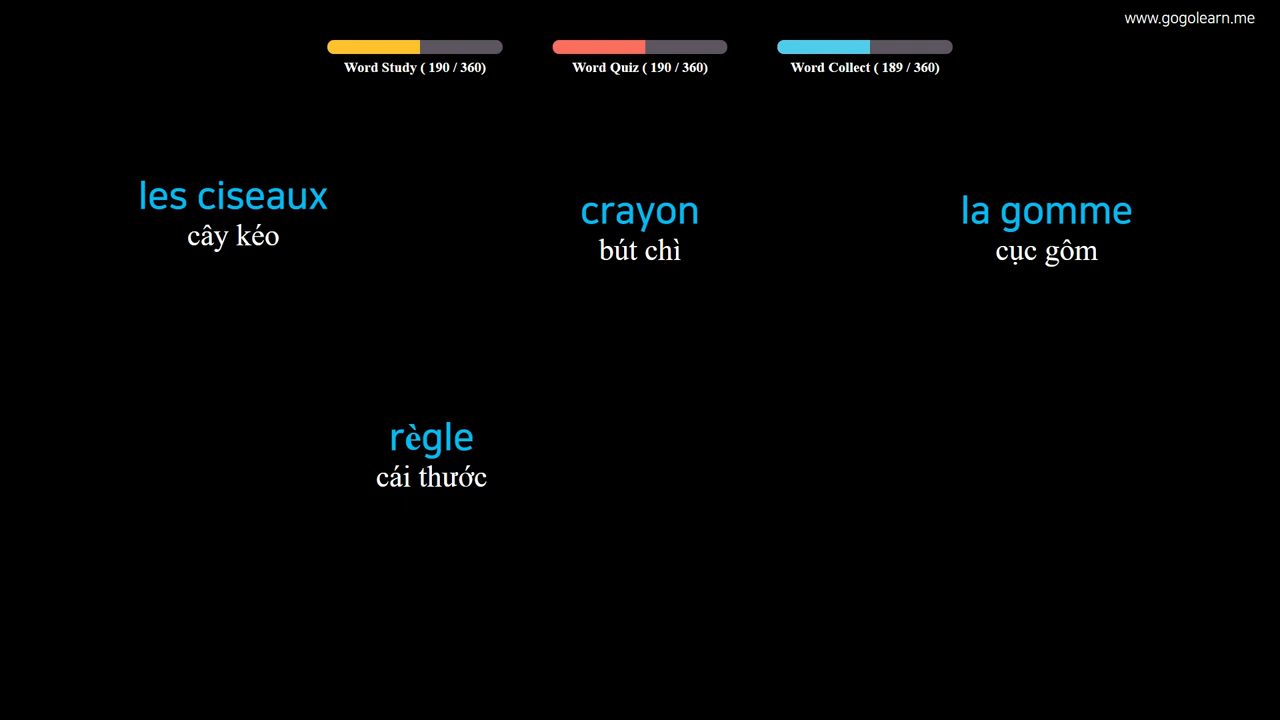 www.gogolearn.me
Word Study ( 190 / 360)
Word Quiz ( 190 / 360)
Word Collect ( 189 / 360)
les ciseaux
cây kéo
crayon
bút chì
la gomme
cục gôm
règle
cái thước